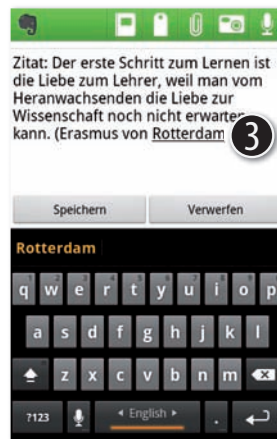 Zitat: Der erste Schritt zum Lernen ist
die Liebe zum Lehrer, weil man vom
Heranwachsenden die Liebe zur
Wissenschaft noch nicht erwarten
kann. (Erasmus von Rotterdam
3
Speichern Verwerfen
Rotterdam
q w e r t y u i o p
a s d f g h j k l
z x c v b n m
?123 English .